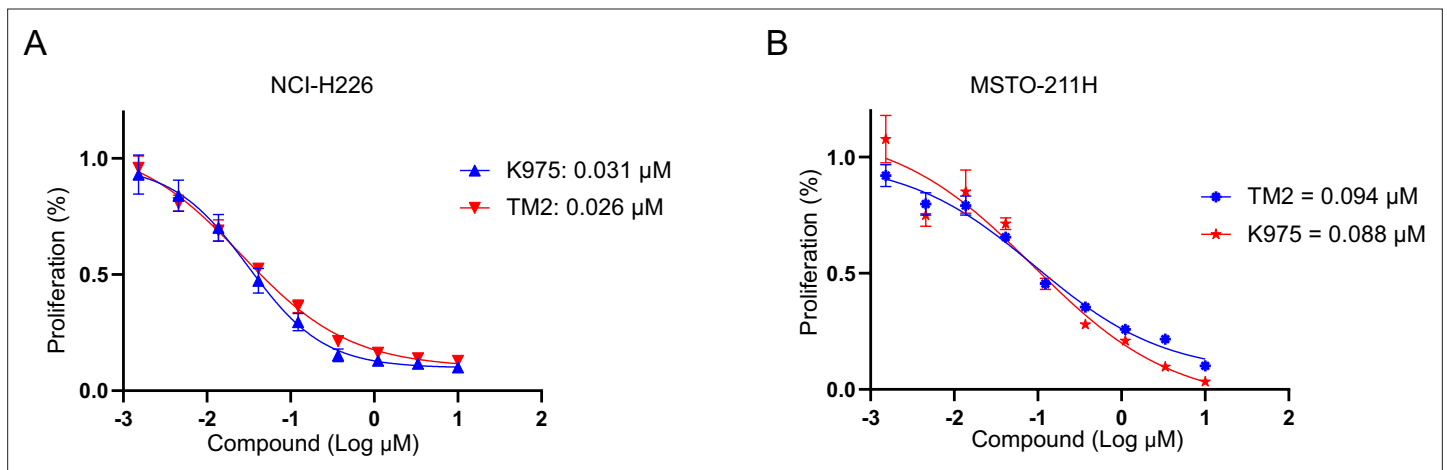 A
NCI-H226
Proliferation (%)
1.0
0.5
0.0
-3 -2 -1 0 1 2
Compound (Log µM)
K975: 0.031 µM
TM2: 0.026 µM
B
MSTO-211H
Proliferation (%)
1.0
0.5
0.0
-3 -2 -1 0 1 2
Compound (Log µM)
TM2 = 0.094 µM
K975 = 0.088 µM